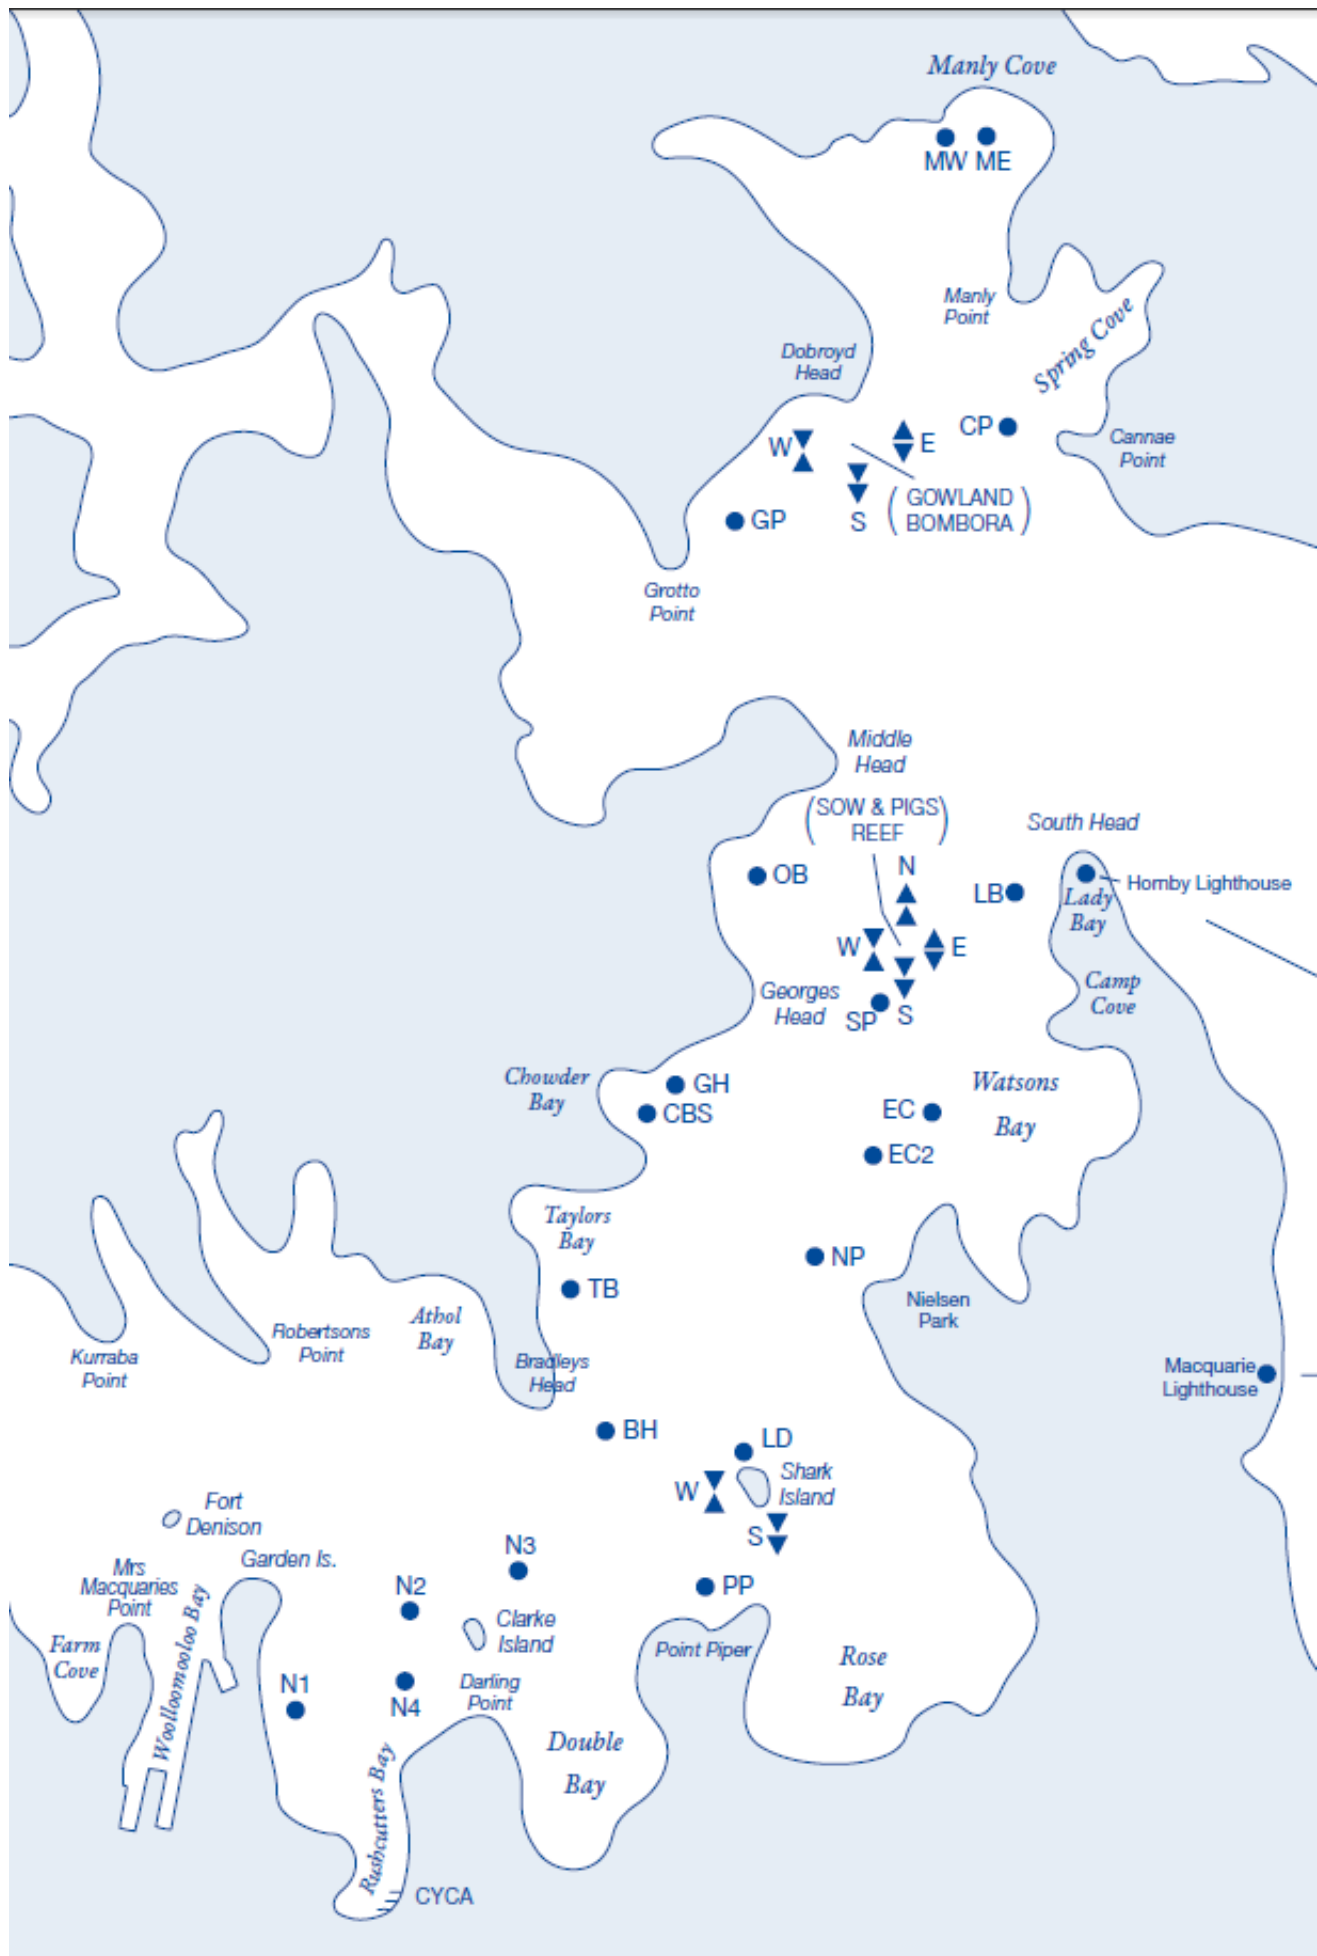 Manly Cove
MW ME
Manly
Point
Spring Cove
Dobroyd
Head
W
E
CP
Cannae
Point
S
(GOWLAND
BOMBORA)
GP
Grotto
Point
Middle
Head
(SOW & PIGS
REEF)
South Head
N
OB
LB
Hornby Lighthouse
Lady
Bay
W
E
Camp
Cove
Georges
Head
SP
S
Chowder
Bay
GH
CBS
Watsons
Bay
EC
EC2
Taylors
Bay
NP
TB
Nielsen
Park
Athol
Bay
Robertsons
Point
Kurraba
Point
Bradleys
Head
Macquarie
Lighthouse
BH
LD
Shark
Island
W
S
Fort
Denison
Garden Is.
N3
Mrs
Macquaries
Point
N2
PP
Woolloomooloo Bay
Clarke
Island
Farm
Cove
Point Piper
Rose
Bay
N1
N4
Darling
Point
Double
Bay
Rushcutters Bay
CYCA